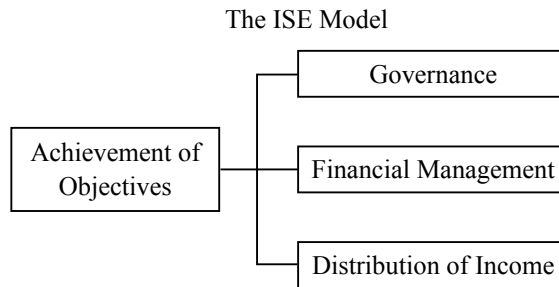 The ISE Model
Governance
Achievement of
Objectives
Financial Management
Distribution of Income